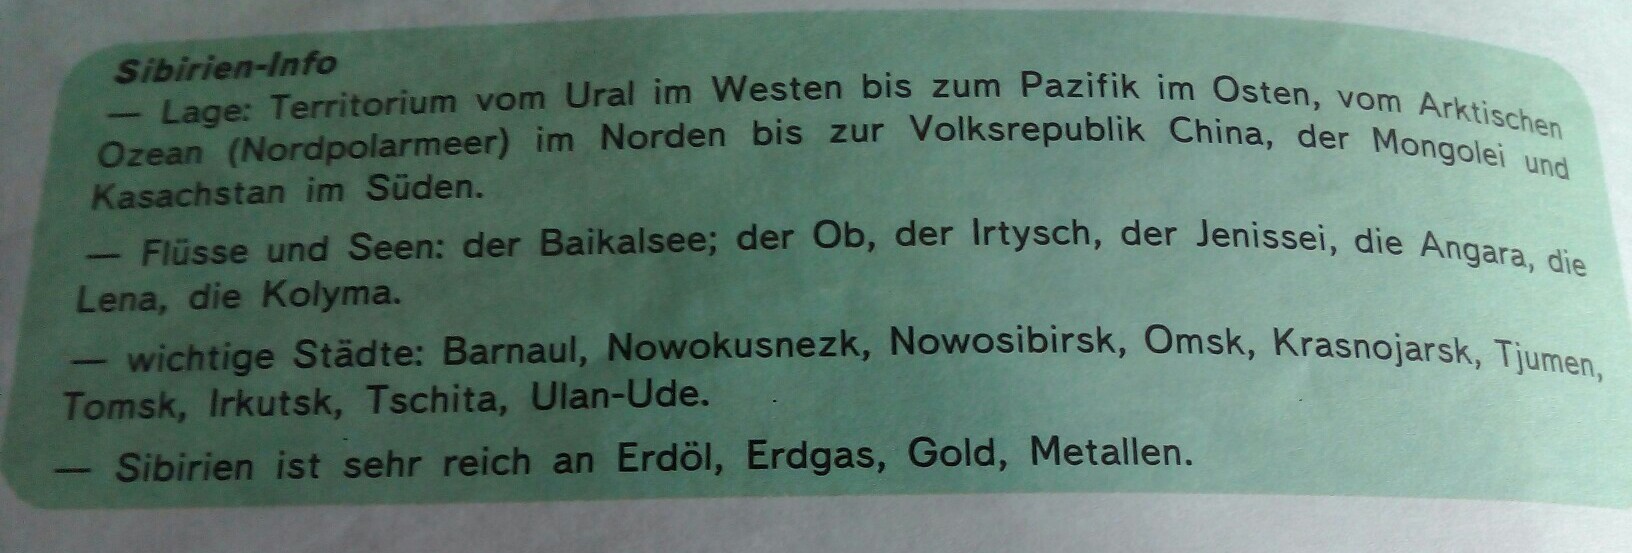 Sibirien-Info
— Lage: Territorium vom Ural im Westen bis zum Pazifik im Osten, vom Arktischen
Ozean (Nordpolarmeer) im Norden bis zur Volksrepublik China, der Mongolei und
Kasachstan im Süden.
— Flüsse und Seen: der Baikalsee; der Ob, der Irtysch, der Jenissei, die Angara, die
Lena, die Kolyma.
— wichtige Städte: Barnaul, Nowokusnezk, Nowosibirsk, Omsk, Krasnojarsk, Tjumen,
Tomsk, Irkutsk, Tschita, Ulan-Ude.
— Sibirien ist sehr reich an Erdöl, Erdgas, Gold, Metallen.